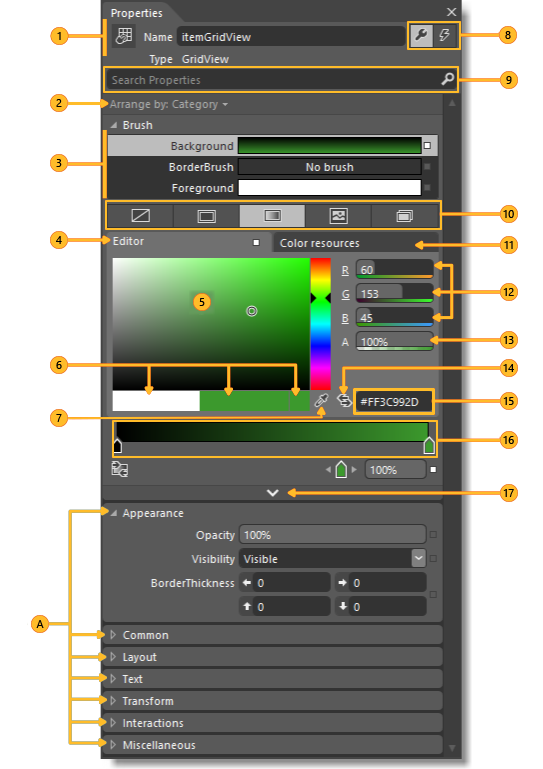 Properties
1
Name itemGridView
8
Type GridView
Search Properties
9
2
Arrange by: Category
Brush
Background
3
BorderBrush No brush
Foreground
10
4
Editor
Color resources
11
R 60
5
G 153
12
B 45
13
A 100%
6
14
7
#FF3C992D
15
16
100%
17
Appearance
Opacity 100%
Visibility Visible
BorderThickness 0 0
0 0
A
Common
Layout
Text
Transform
Interactions
Miscellaneous